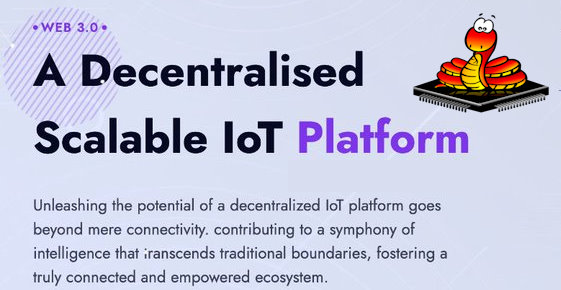 • WEB 3.0 •
A Decentralised
Scalable IoT Platform
Unleashing the potential of a decentralized IoT platform goes
beyond mere connectivity. contributing to a symphony of
intelligence that transcends traditional boundaries, fostering a
truly connected and empowered ecosystem.